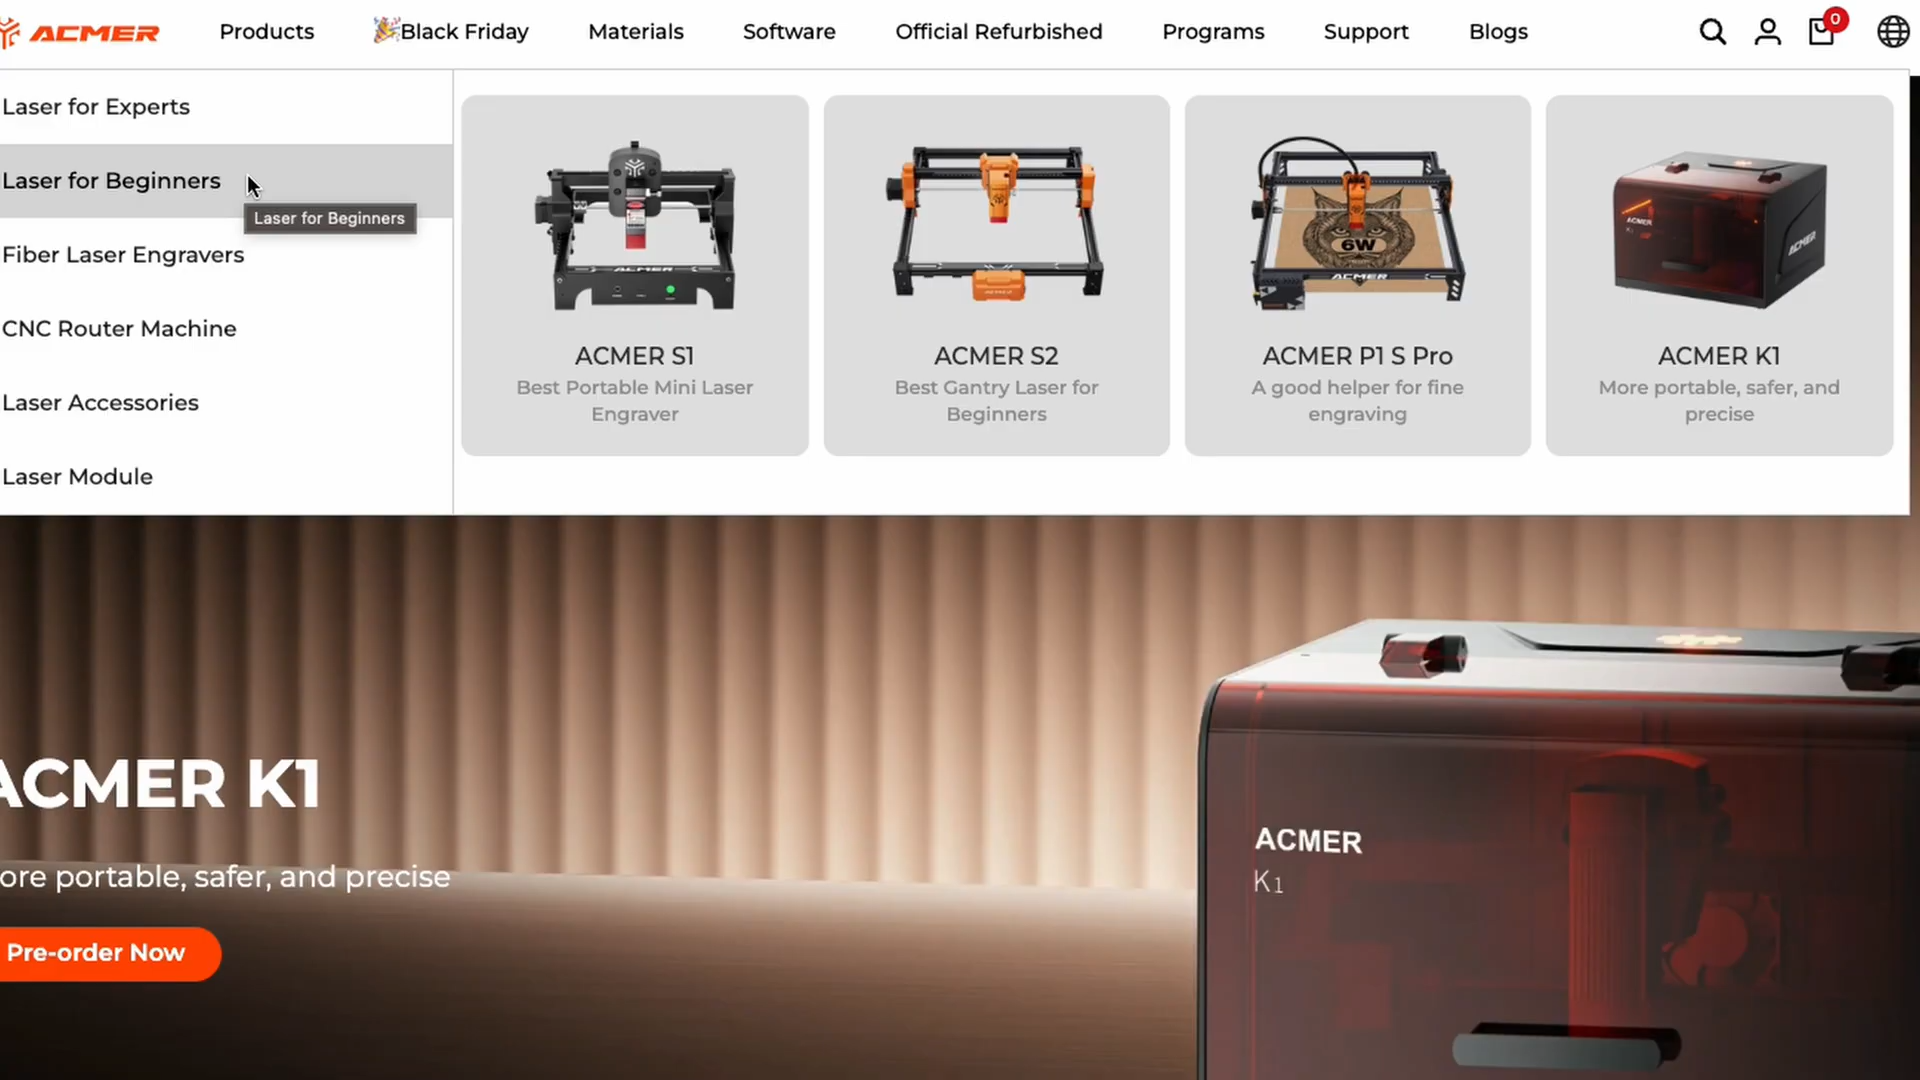 ACMER
Products
Black Friday
Materials
Software
Official Refurbished
Programs
Support
Blogs
0
Laser for Experts
Laser for Beginners
Laser for Beginners
Fiber Laser Engravers
CNC Router Machine
Laser Accessories
Laser Module
ACMER
ACMER S1
Best Portable Mini Laser
Engraver
ACMER S2
Best Gantry Laser for
Beginners
6W
ACMER
ACMER P1 S Pro
A good helper for fine
engraving
ACMER
K1
ACMER
ACMER K1
More portable, safer, and
precise
ACMER K1
ore portable, safer, and precise
Pre-order Now
ACMER
K1